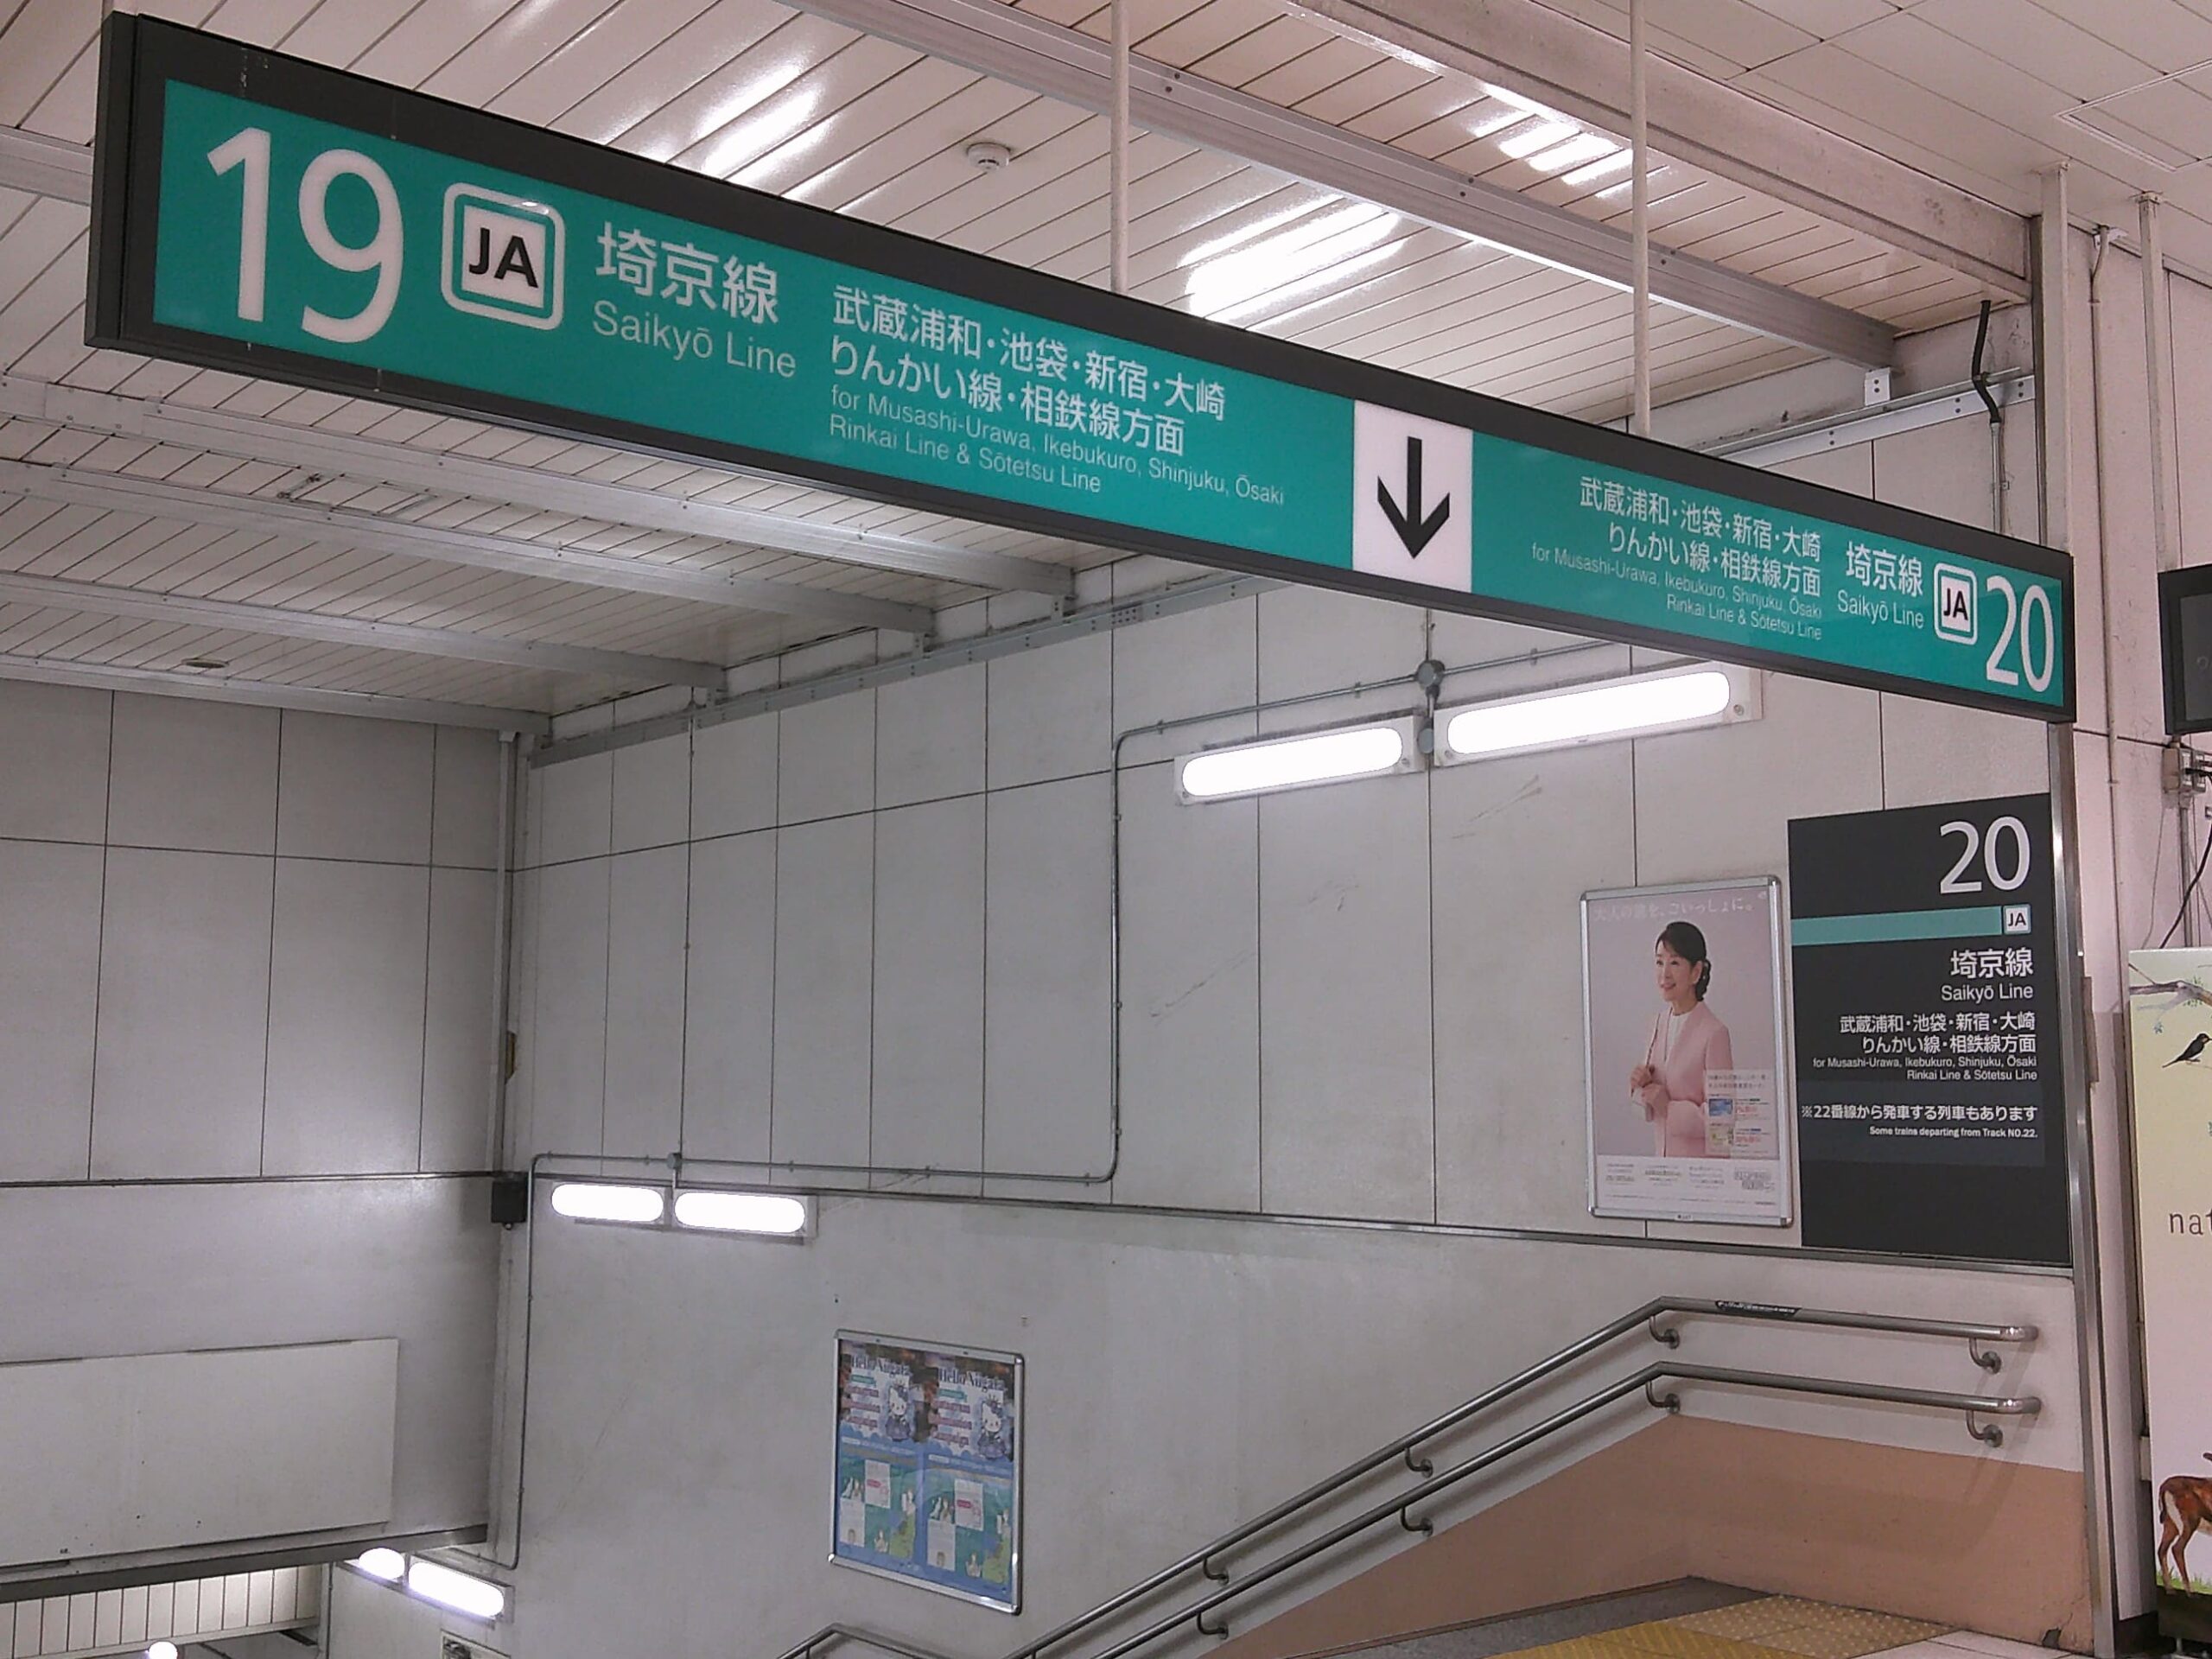 19
JA
埼京線
Saikyō Line
武蔵浦和・池袋・新宿・大崎
りんかい線・相鉄線方面
for Musashi-Urawa, Ikebukuro, Shinjuku, Ōsaki
Rinkai Line & Sōtetsu Line
武蔵浦和・池袋・新宿・大崎
りんかい線・相鉄線方面
for Musashi-Urawa, Ikebukuro, Shinjuku, Ōsaki
Rinkai Line & Sōtetsu Line
埼京線
Saikyō Line
JA
20
20
JA
埼京線
Saikyō Line
武蔵浦和・池袋・新宿・大崎
りんかい線・相鉄線方面
for Musashi-Urawa, Ikebukuro, Shinjuku, Ōsaki
Rinkai Line & Sōtetsu Line
※22番線から発車する列車もあります
Some trains departing from Track NO.22.
大人の旅を、ごいっしょに。
Hello Niigata
Hello Niigata
nat